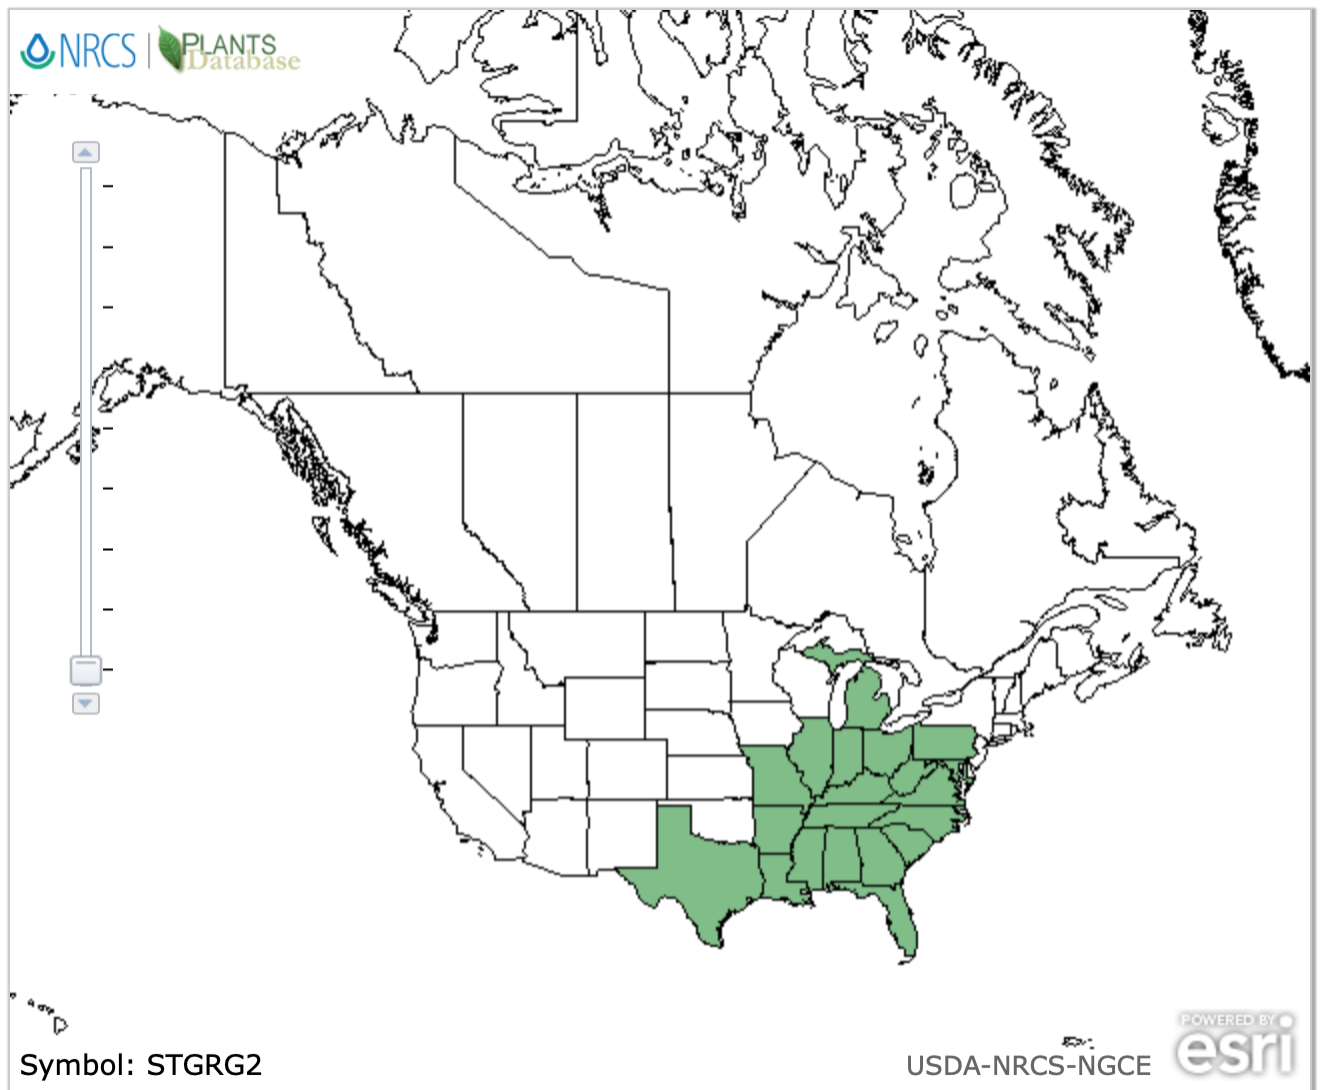 NRCS | PLANTS
Database
POWERED BY
esri
Symbol: STGRG2
USDA-NRCS-NGCE